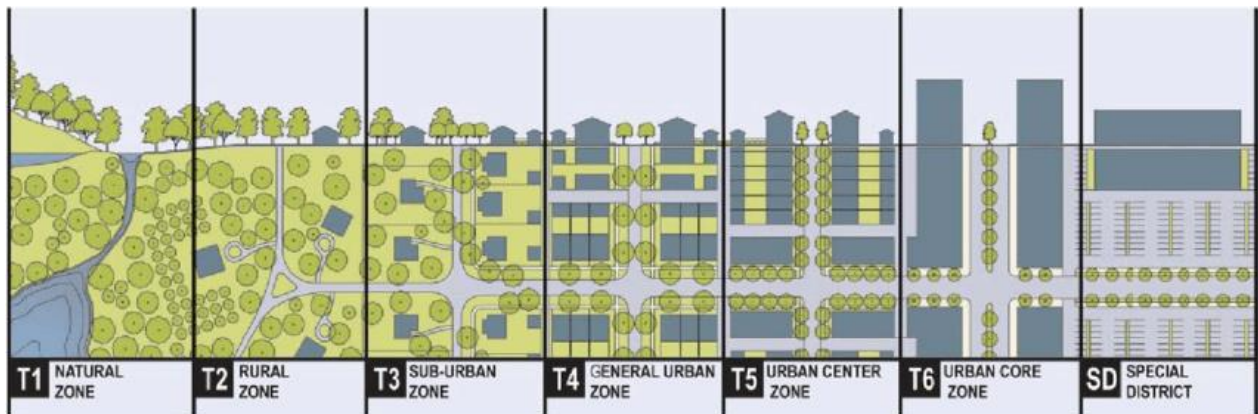 T1 NATURAL
ZONE
T2 RURAL
ZONE
T3 SUB-URBAN
ZONE
T4 GENERAL URBAN
ZONE
T5 URBAN CENTER
ZONE
T6 URBAN CORE
ZONE
SD SPECIAL
DISTRICT